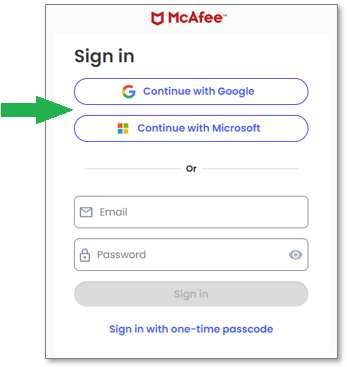 McAfee™
Sign in
Continue with Google
Continue with Microsoft
Or
Email
Password
Sign in
Sign in with one-time passcode